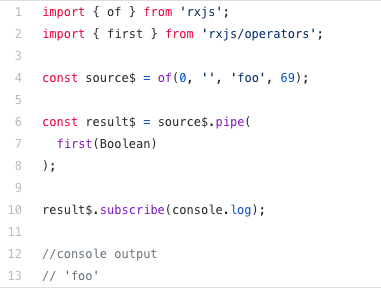 1 import { of } from 'rxjs';
2 import { first } from 'rxjs/operators';
3
4 const source$ = of(0, '', 'foo', 69);
5
6 const result$ = source$.pipe(
7   first(Boolean)
8 );
9
10 result$.subscribe(console.log);
11
12 //console output
13 // 'foo'